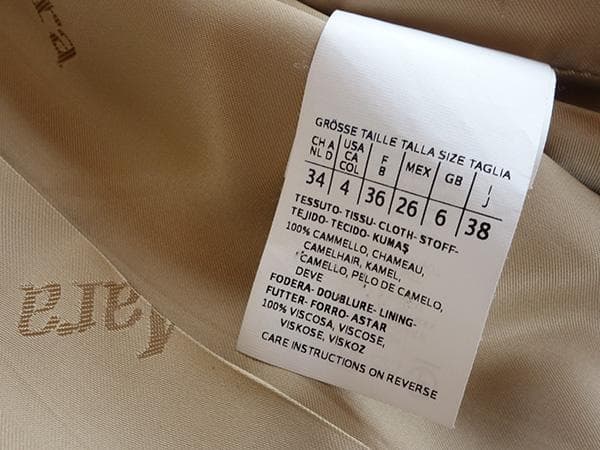 GRÖSSE TAILLE TALLA SIZE TAGLIA
CH A NL D USA CA COL F B MEX GB I J
34 4 36 26 6 38
TESSUTO- TISSU- CLOTH- STOFF-
TEJIDO- TECIDO- KUMAŞ
100% CAMMELLO, CHAMEAU,
CAMELHAIR, KAMEL,
CAMELLO, PELO DE CAMELO,
DEVE
FODERA- DOUBLURE- LINING-
FUTTER- FORRO- ASTAR
100% VISCOSA, VISCOSE,
VISKOSE, VISKOZ
CARE INSTRUCTIONS ON REVERSE